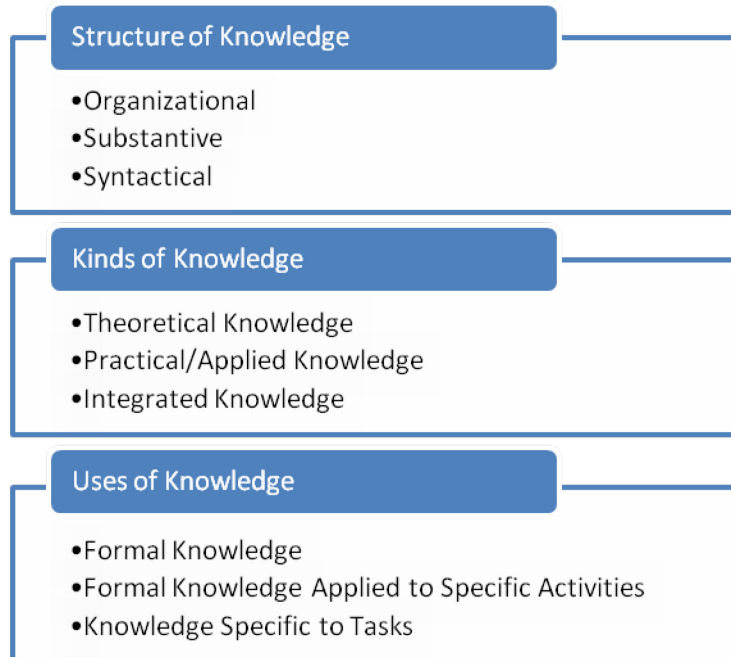 Structure of Knowledge
•Organizational
•Substantive
•Syntactical
Kinds of Knowledge
•Theoretical Knowledge
•Practical/Applied Knowledge
•Integrated Knowledge
Uses of Knowledge
•Formal Knowledge
•Formal Knowledge Applied to Specific Activities
•Knowledge Specific to Tasks